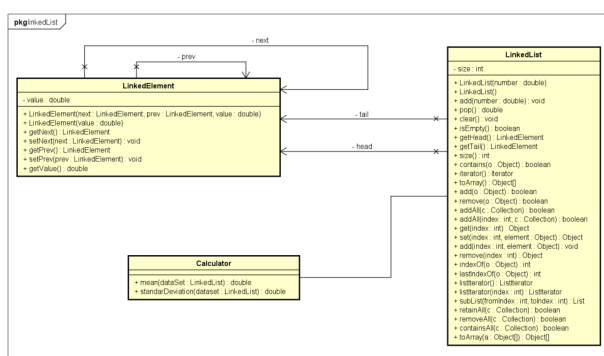 pkg linkedList
- next
- prev
LinkedElement
- value : double
+ LinkedElement(next : LinkedElement, prev : LinkedElement, value : double)
+ LinkedElement(value : double)
+ getNext() : LinkedElement
+ setNext(next : LinkedElement) : void
+ getPrev() : LinkedElement
+ setPrev(prev : LinkedElement) : void
+ getValue() : double
- tail
- head
LinkedList
- size : int
+ LinkedList(number : double)
+ LinkedList()
+ add(number : double) : void
+ pop() : double
+ clear() : void
+ isEmpty() : boolean
+ getHead() : LinkedElement
+ getTail() : LinkedElement
+ size() : int
+ contains(o : Object) : boolean
+ iterator() : Iterator
+ toArray() : Object[]
+ add(o : Object) : boolean
+ remove(o : Object) : boolean
+ addAll(c : Collection) : boolean
+ addAll(index : int, c : Collection) : boolean
+ get(index : int) : Object
+ set(index : int, element : Object) : Object
+ add(index : int, element : Object) : void
+ remove(index : int) : Object
+ indexOf(o : Object) : int
+ lastIndexOf(o : Object) : int
+ listIterator() : ListIterator
+ listIterator(index : int) : ListIterator
+ subList(fromIndex : int, toIndex : int) : List
+ retainAll(c : Collection) : boolean
+ removeAll(c : Collection) : boolean
+ containsAll(c : Collection) : boolean
+ toArray(a : Object[]) : Object[]
Calculator
+ mean(dataSet : LinkedList) : double
+ standarDeviation(dataset : LinkedList) : double